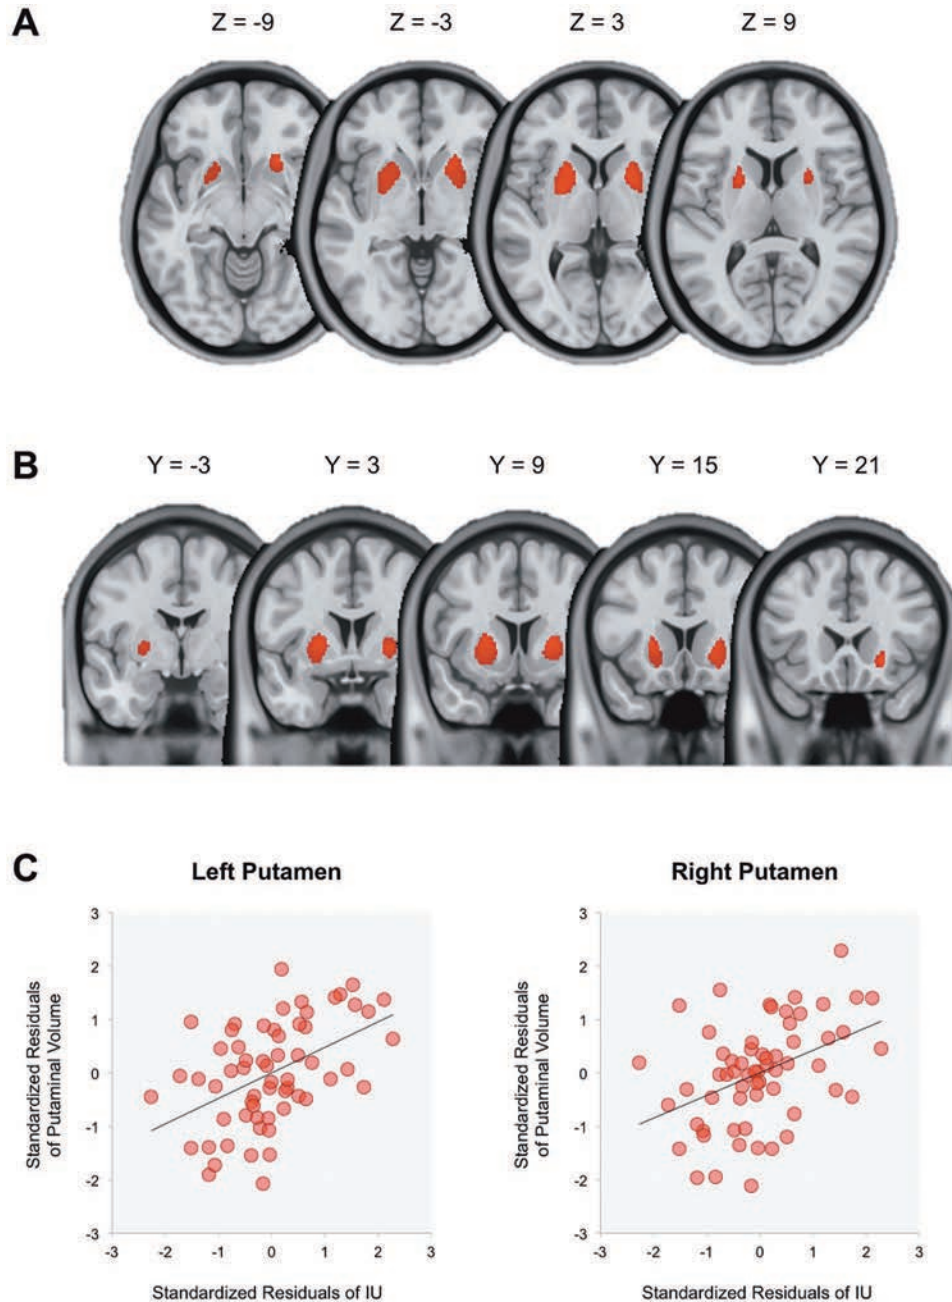 A
Z = -9 Z = -3 Z = 3 Z = 9
B
Y = -3 Y = 3 Y = 9 Y = 15 Y = 21
C
Left Putamen
Standardized Residuals
of Putaminal Volume
3
2
1
0
-1
-2
-3
-3 -2 -1 0 1 2 3
Standardized Residuals of IU
Right Putamen
Standardized Residuals
of Putaminal Volume
3
2
1
0
-1
-2
-3
-3 -2 -1 0 1 2 3
Standardized Residuals of IU